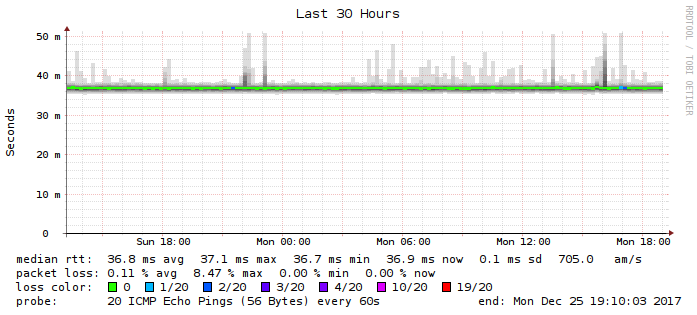 Last 30 Hours
RRDTOOL / TOBI OETIKER
Seconds
50 m
40 m
30 m
20 m
10 m
0
Sun 18:00 Mon 00:00 Mon 06:00 Mon 12:00 Mon 18:00
median rtt: 36.8 ms avg 37.1 ms max 36.7 ms min 36.9 ms now 0.1 ms sd 705.0 am/s
packet loss: 0.11 % avg 8.47 % max 0.00 % min 0.00 % now
loss color: 0 1/20 2/20 3/20 4/20 10/20 19/20
probe: 20 ICMP Echo Pings (56 Bytes) every 60s end: Mon Dec 25 19:10:03 2017